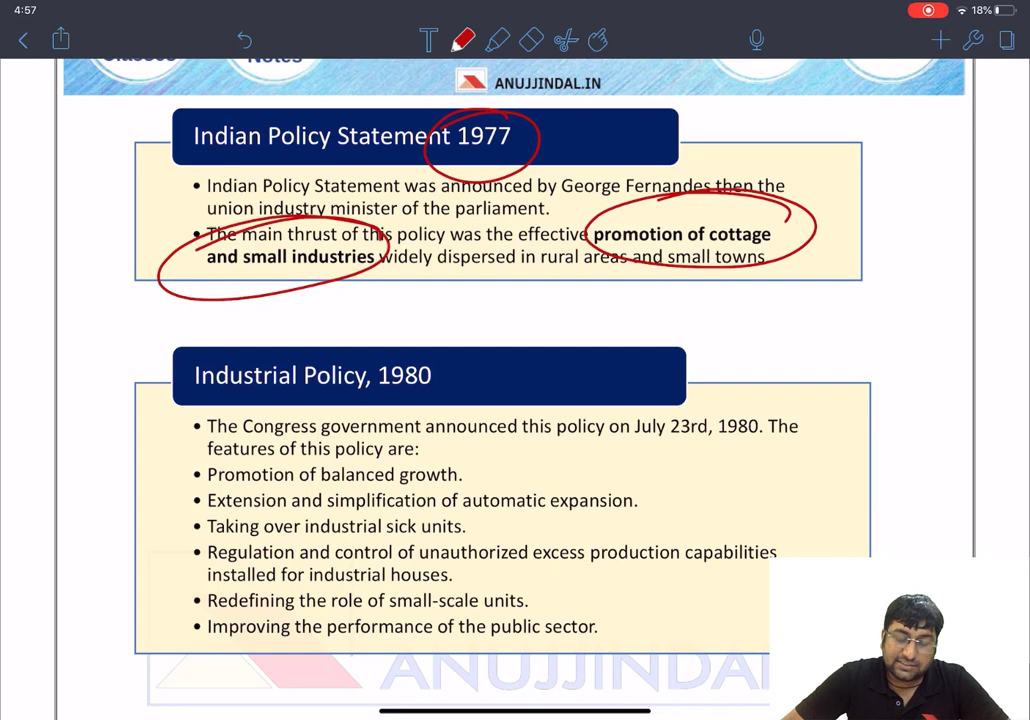 4:57
18%
Classes
Notes
ANUJJINDAL.IN
Indian Policy Statement 1977
• Indian Policy Statement was announced by George Fernandes then the
union industry minister of the parliament.
• The main thrust of this policy was the effective promotion of cottage
and small industries widely dispersed in rural areas and small towns
Industrial Policy, 1980
• The Congress government announced this policy on July 23rd, 1980. The
features of this policy are:
• Promotion of balanced growth.
• Extension and simplification of automatic expansion.
• Taking over industrial sick units.
• Regulation and control of unauthorized excess production capabilities
installed for industrial houses.
• Redefining the role of small-scale units.
• Improving the performance of the public sector.
ANUJJINDAL